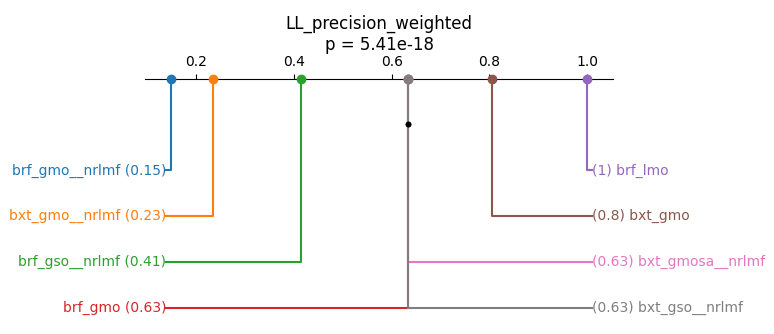 LL_precision_weighted
p = 5.41e-18
0.2 0.4 0.6 0.8 1.0
brf_gmo__nrlmf (0.15) (1) brf_lmo
bxt_gmo__nrlmf (0.23) (0.8) bxt_gmo
brf_gso__nrlmf (0.41) (0.63) bxt_gmosa__nrlmf
brf_gmo (0.63) (0.63) bxt_gso__nrlmf